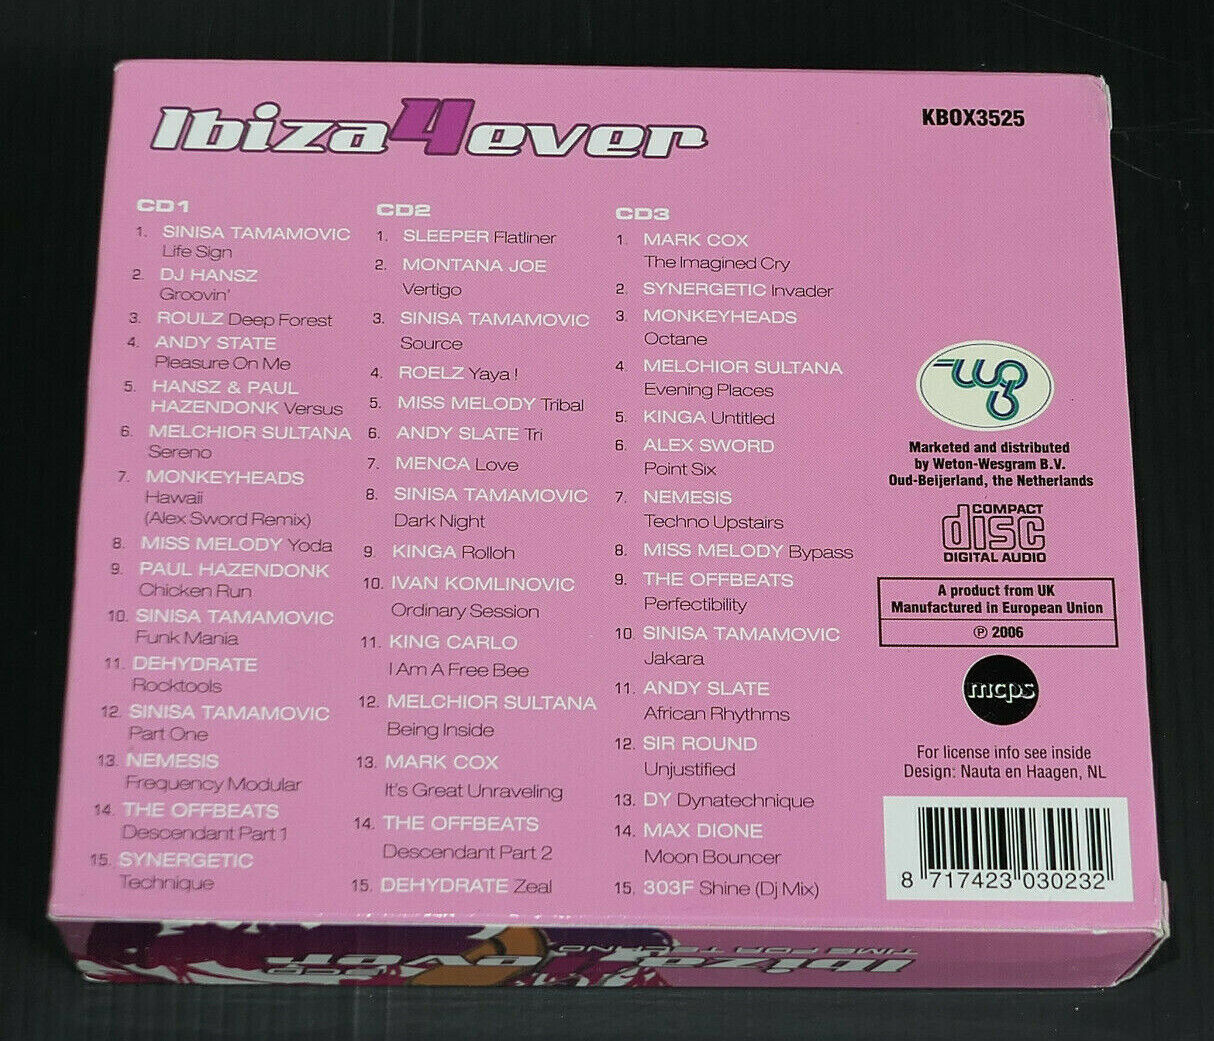 Ibiza4ever
KBOX3525
CD1
1. SINISA TAMAMOVIC
Life Sign
2. DJ HANSZ
Groovin'
3. ROULZ Deep Forest
4. ANDY STATE
Pleasure On Me
5. HANSZ & PAUL
HAZENDONK Versus
6. MELCHIOR SULTANA
Sereno
7. MONKEYHEADS
Hawaii
(Alex Sword Remix)
8. MISS MELODY Yoda
9. PAUL HAZENDONK
Chicken Run
10. SINISA TAMAMOVIC
Funk Mania
11. DEHYDRATE
Rocktools
12. SINISA TAMAMOVIC
Part One
13. NEMESIS
Frequency Modular
14. THE OFFBEATS
Descendant Part 1
15. SYNERGETIC
Technique
CD2
1. SLEEPER Flatliner
2. MONTANA JOE
Vertigo
3. SINISA TAMAMOVIC
Source
4. ROELZ Yaya !
5. MISS MELODY Tribal
6. ANDY SLATE Tri
7. MENCA Love
8. SINISA TAMAMOVIC
Dark Night
9. KINGA Rolloh
10. IVAN KOMLINOVIC
Ordinary Session
11. KING CARLO
I Am A Free Bee
12. MELCHIOR SULTANA
Being Inside
13. MARK COX
It's Great Unraveling
14. THE OFFBEATS
Descendant Part 2
15. DEHYDRATE Zeal
CD3
1. MARK COX
The Imagined Cry
2. SYNERGETIC Invader
3. MONKEYHEADS
Octane
4. MELCHIOR SULTANA
Evening Places
5. KINGA Untitled
6. ALEX SWORD
Point Six
7. NEMESIS
Techno Upstairs
8. MISS MELODY Bypass
9. THE OFFBEATS
Perfectibility
10. SINISA TAMAMOVIC
Jakara
11. ANDY SLATE
African Rhythms
12. SIR ROUND
Unjustified
13. DY Dynatechnique
14. MAX DIONE
Moon Bouncer
15. 303F Shine (Dj Mix)
Marketed and distributed
by Weton-Wesgram B.V.
Oud-Beijerland, the Netherlands
COMPACT
disc
DIGITAL AUDIO
A product from UK
Manufactured in European Union
℗ 2006
mcps
For license info see inside
Design: Nauta en Haagen, NL
8 717423 030232
TIME FOR TECHNO
Ibiza4ever
3CD